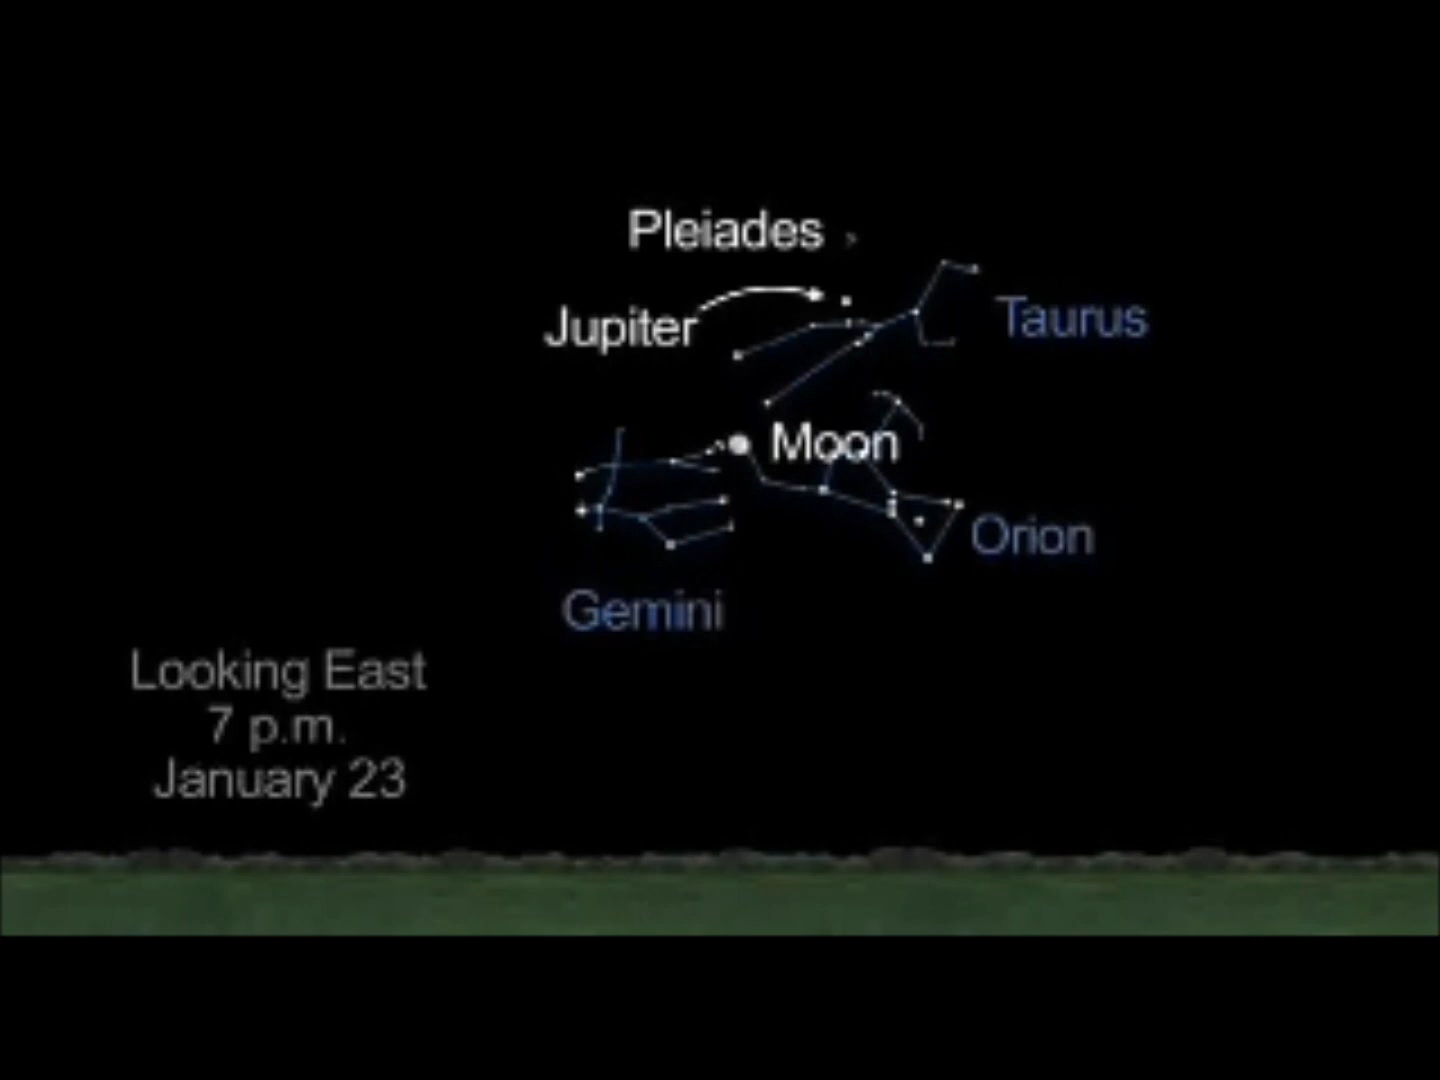 Pleiades
Jupiter
Taurus
Moon
Orion
Gemini
Looking East
7 p.m.
January 23